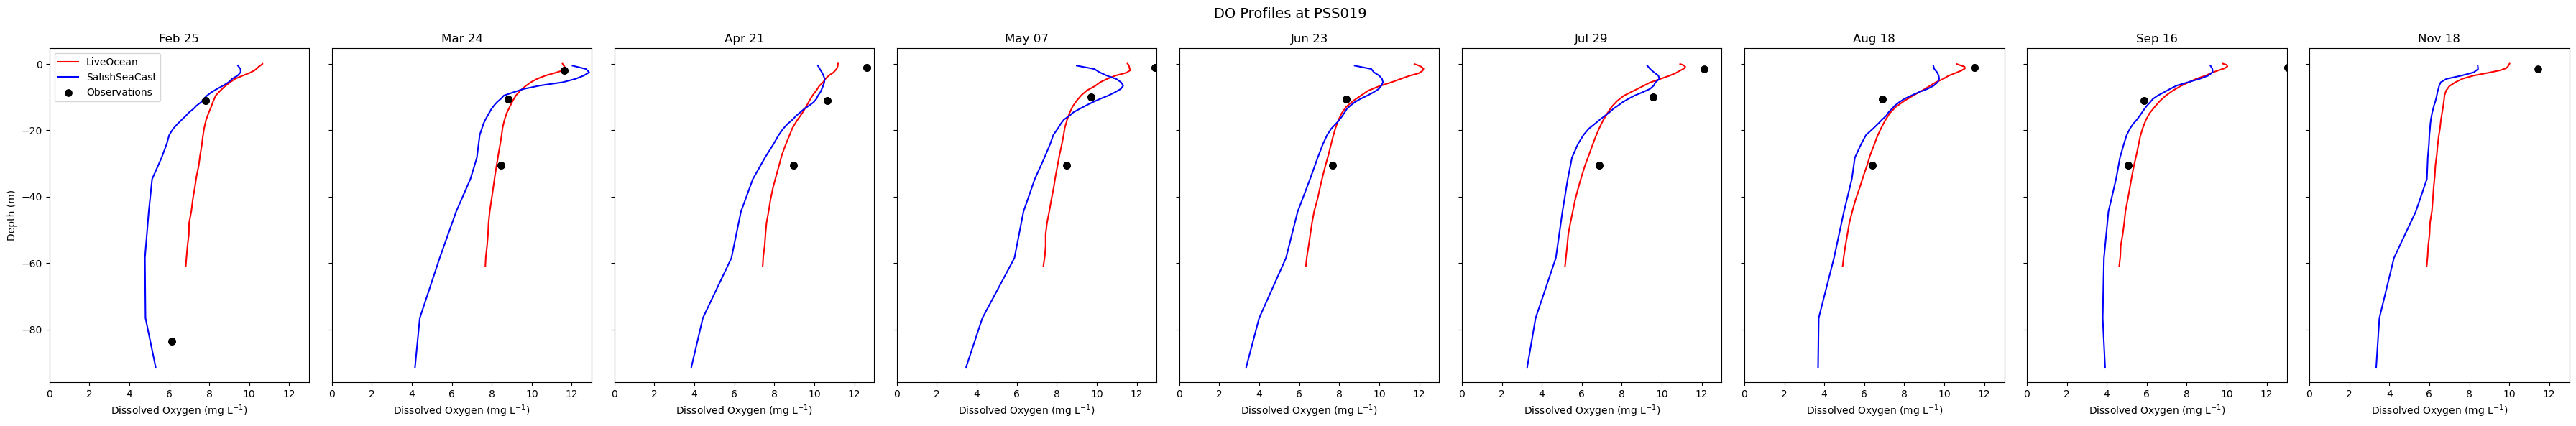 DO Profiles at PSS019
Feb 25
Mar 24
Apr 21
May 07
Jun 23
Jul 29
Aug 18
Sep 16
Nov 18
LiveOcean
SalishSeaCast
Observations
Depth (m)
0
−20
−40
−60
−80
0 2 4 6 8 10 12
0 2 4 6 8 10 12
0 2 4 6 8 10 12
0 2 4 6 8 10 12
0 2 4 6 8 10 12
0 2 4 6 8 10 12
0 2 4 6 8 10 12
0 2 4 6 8 10 12
0 2 4 6 8 10 12
Dissolved Oxygen (mg L⁻¹)
Dissolved Oxygen (mg L⁻¹)
Dissolved Oxygen (mg L⁻¹)
Dissolved Oxygen (mg L⁻¹)
Dissolved Oxygen (mg L⁻¹)
Dissolved Oxygen (mg L⁻¹)
Dissolved Oxygen (mg L⁻¹)
Dissolved Oxygen (mg L⁻¹)
Dissolved Oxygen (mg L⁻¹)